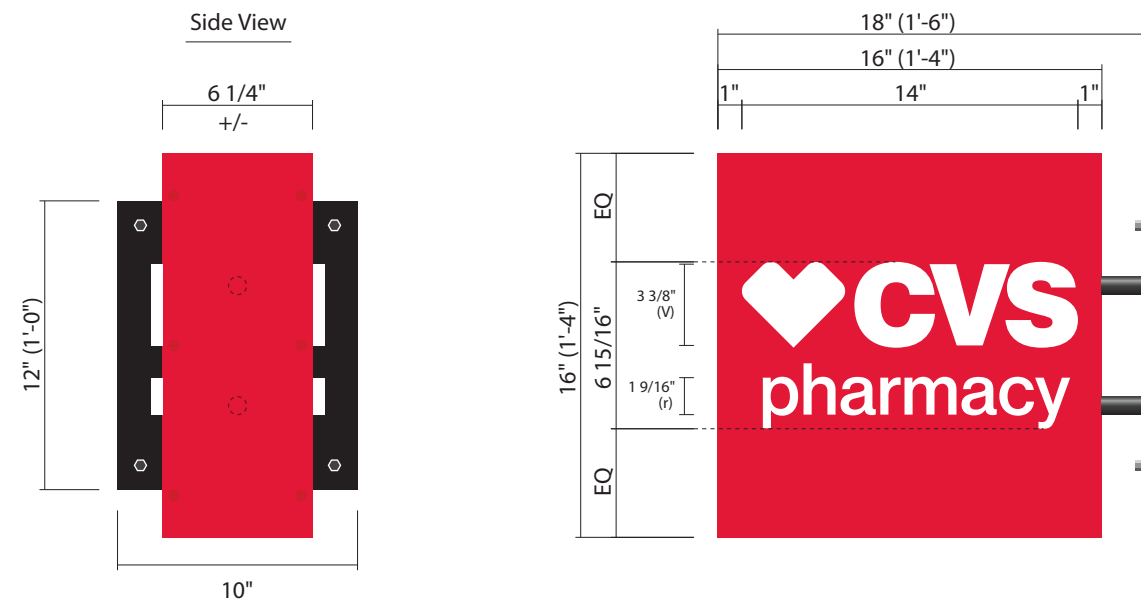 Side View
6 1/4"
+/-
12" (1'-0")
10"
18" (1'-6")
16" (1'-4")
1"
14"
1"
16" (1'-4")
EQ
6 15/16"
EQ
3 3/8"
(V)
1 9/16"
(r)
CVS
pharmacy